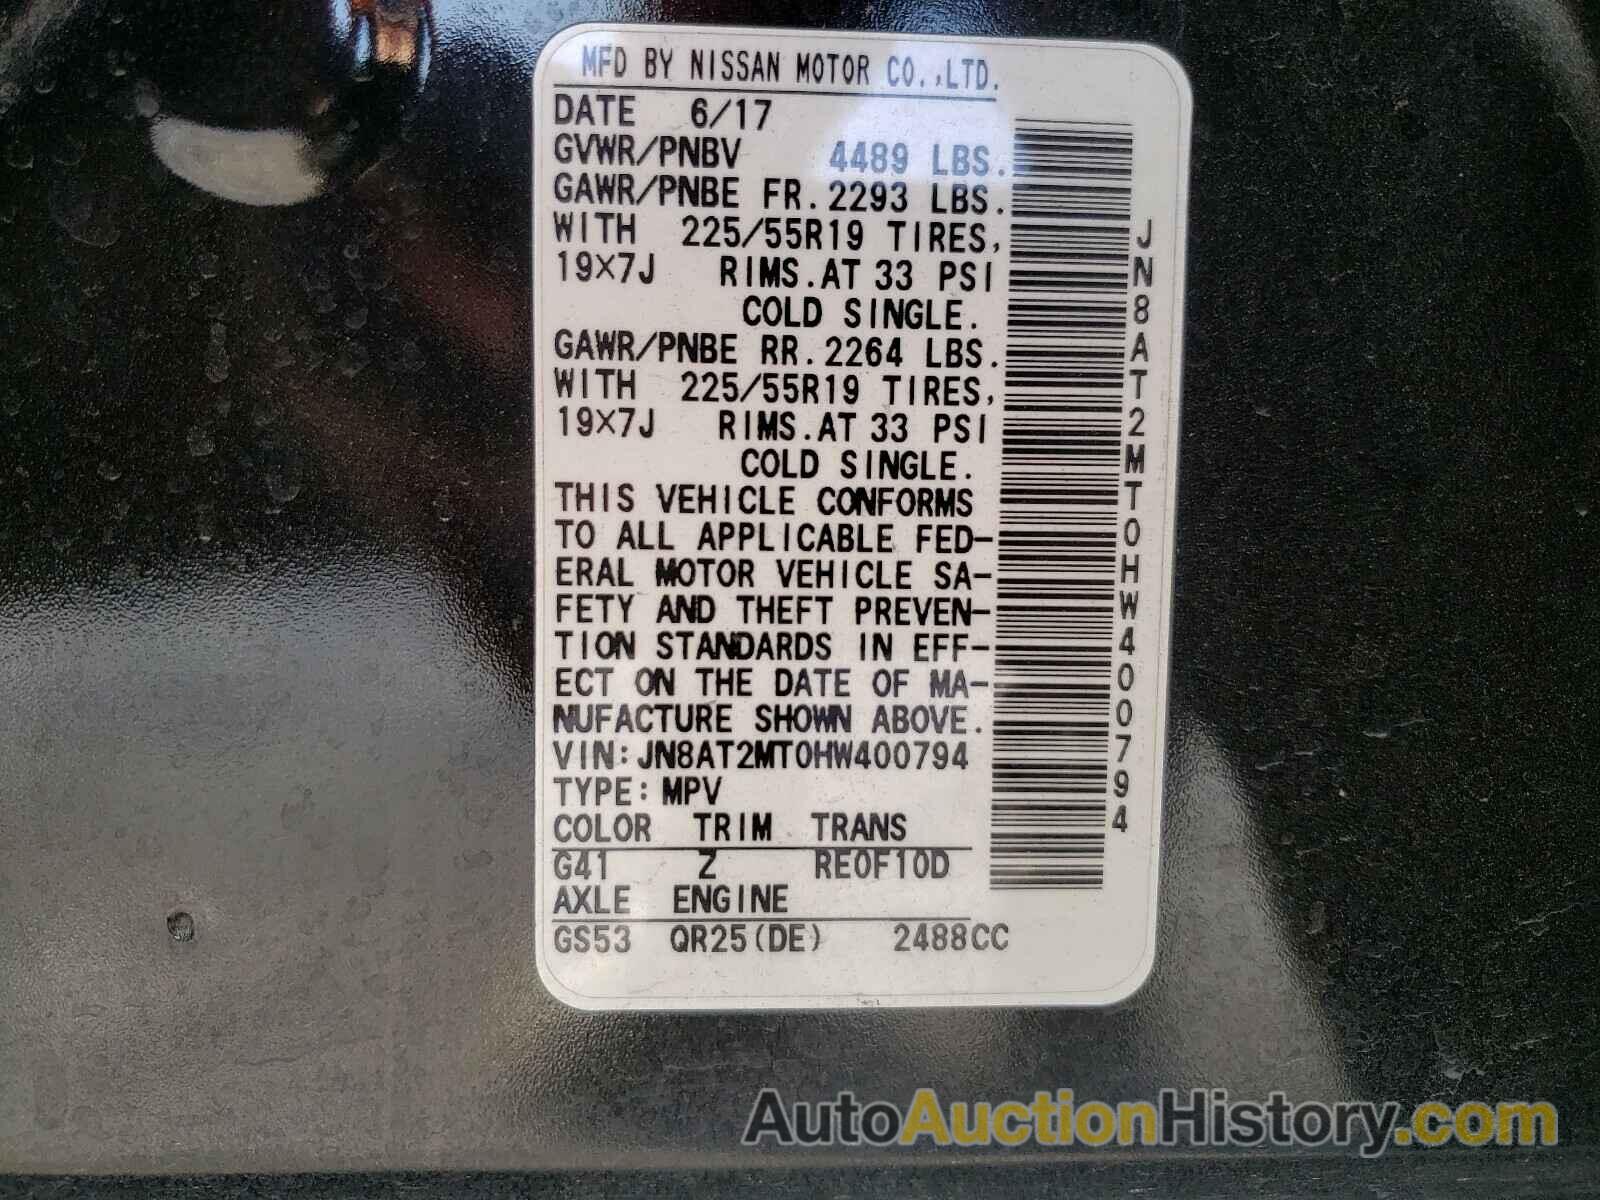 MFD BY NISSAN MOTOR CO.,LTD.
DATE 6/17
GVWR/PNBV 4489 LBS.
GAWR/PNBE FR.2293 LBS.
WITH 225/55R19 TIRES,
19×7J RIMS.AT 33 PSI
COLD SINGLE.
GAWR/PNBE RR.2264 LBS.
WITH 225/55R19 TIRES,
19×7J RIMS.AT 33 PSI
COLD SINGLE.
THIS VEHICLE CONFORMS
TO ALL APPLICABLE FED-
ERAL MOTOR VEHICLE SA-
FETY AND THEFT PREVEN-
TION STANDARDS IN EFF-
ECT ON THE DATE OF MA-
NUFACTURE SHOWN ABOVE.
VIN:JN8AT2MT0HW400794
TYPE:MPV
COLOR TRIM TRANS
G41 Z RE0F10D
AXLE ENGINE
GS53 QR25(DE) 2488CC
JN8AT2MT0HW400794
AutoAuctionHistory.com